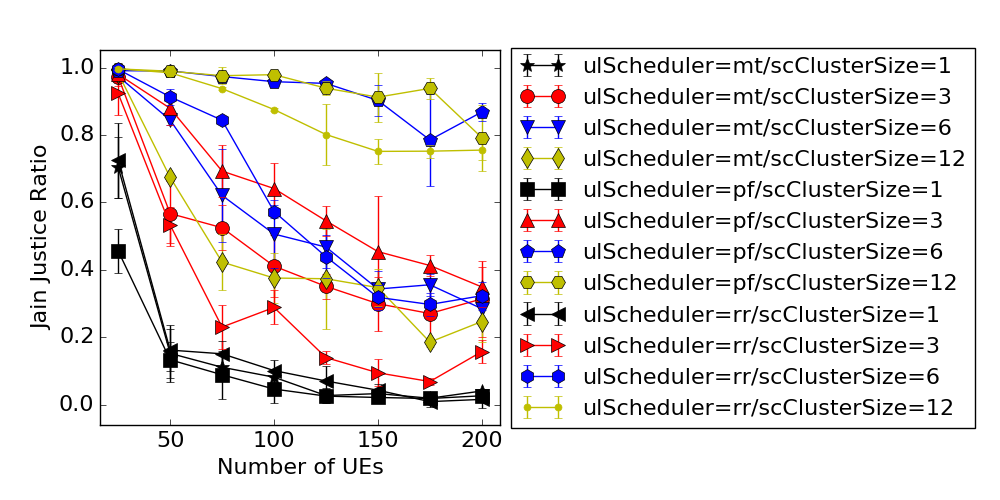 1.0
0.8
0.6
0.4
0.2
0.0
Jain Justice Ratio
50
100
150
200
Number of UEs
ulScheduler=mt/scClusterSize=1
ulScheduler=mt/scClusterSize=3
ulScheduler=mt/scClusterSize=6
ulScheduler=mt/scClusterSize=12
ulScheduler=pf/scClusterSize=1
ulScheduler=pf/scClusterSize=3
ulScheduler=pf/scClusterSize=6
ulScheduler=pf/scClusterSize=12
ulScheduler=rr/scClusterSize=1
ulScheduler=rr/scClusterSize=3
ulScheduler=rr/scClusterSize=6
ulScheduler=rr/scClusterSize=12